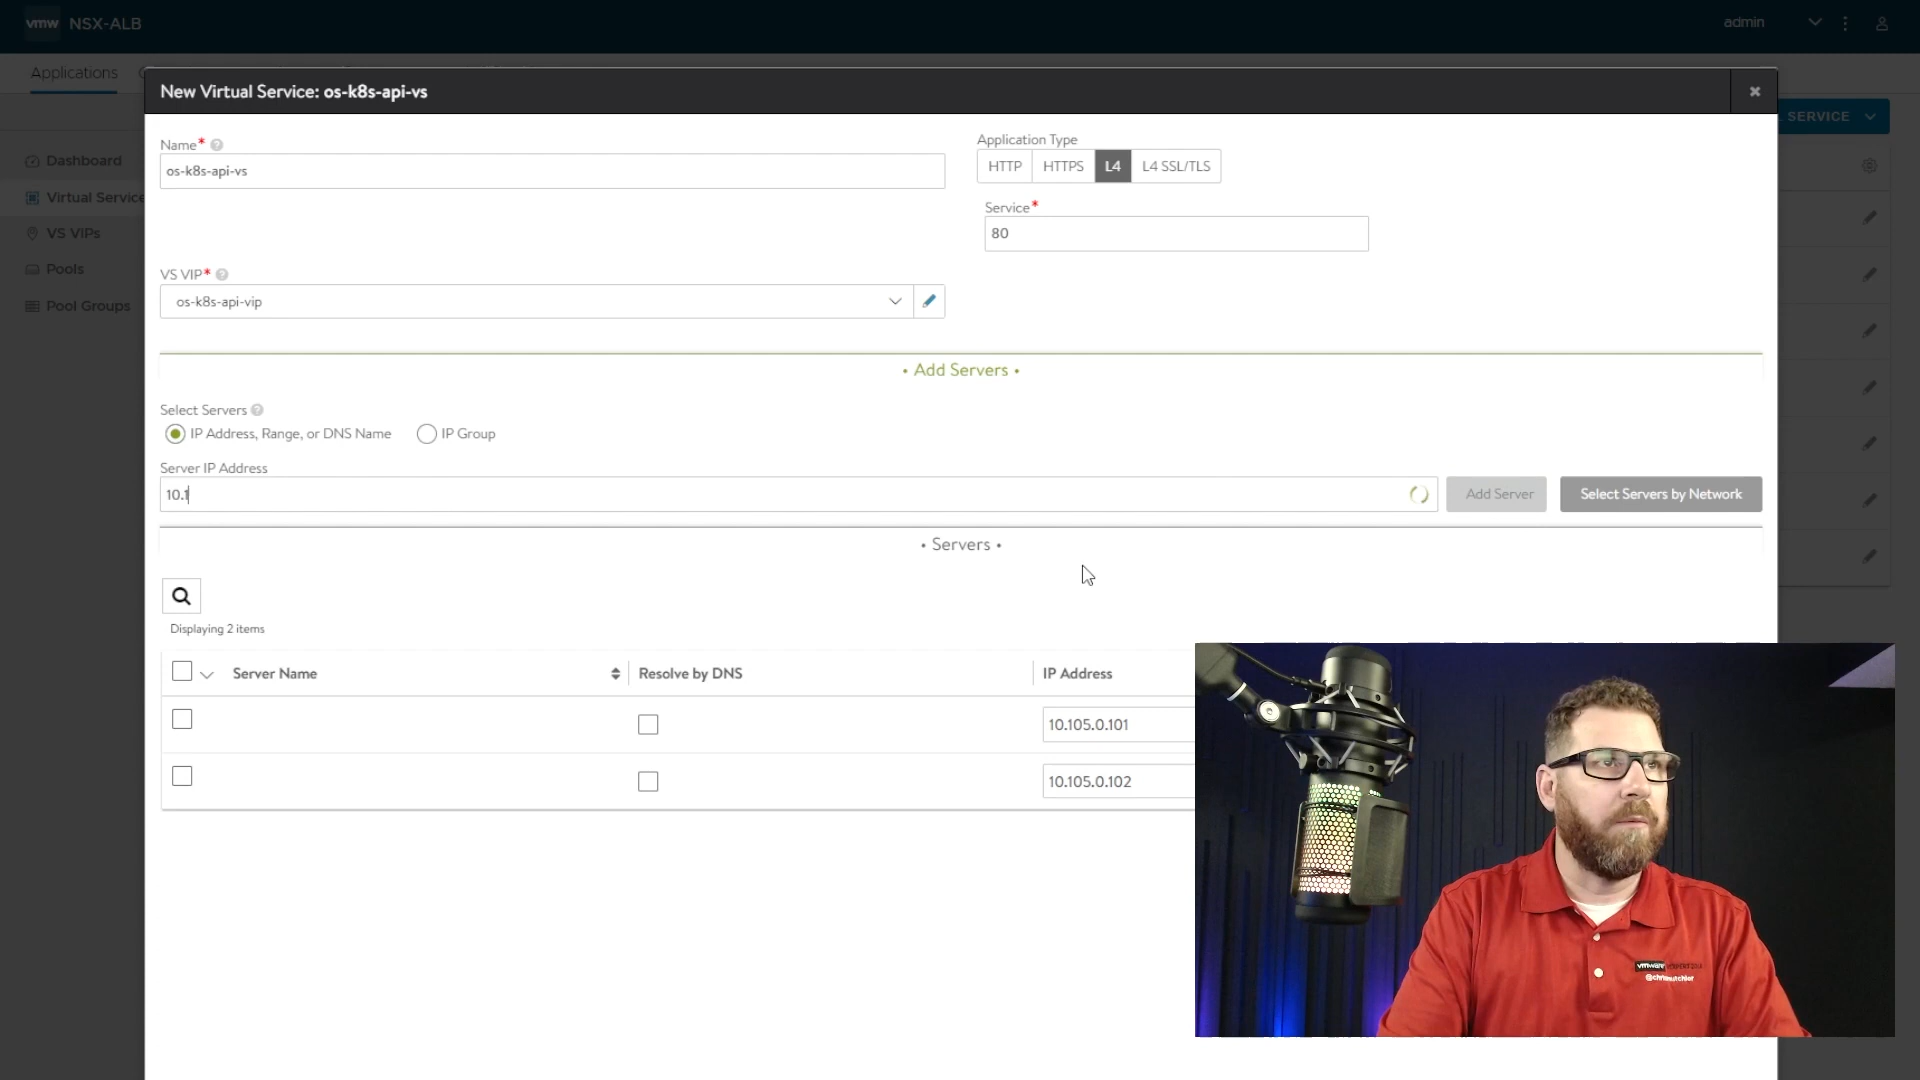 vmw NSX-ALB
admin
Applications
SERVICE
New Virtual Service: os-k8s-api-vs
Dashboard
Virtual Service
VS VIPs
Pools
Pool Groups
Name*
os-k8s-api-vs
Application Type
HTTP HTTPS L4 L4 SSL/TLS
Service*
80
VS VIP*
os-k8s-api-vip
• Add Servers •
Select Servers
IP Address, Range, or DNS Name IP Group
Server IP Address
10.1
Add Server Select Servers by Network
• Servers •
Displaying 2 items
Server Name Resolve by DNS IP Address
10.105.0.101
10.105.0.102
vmware